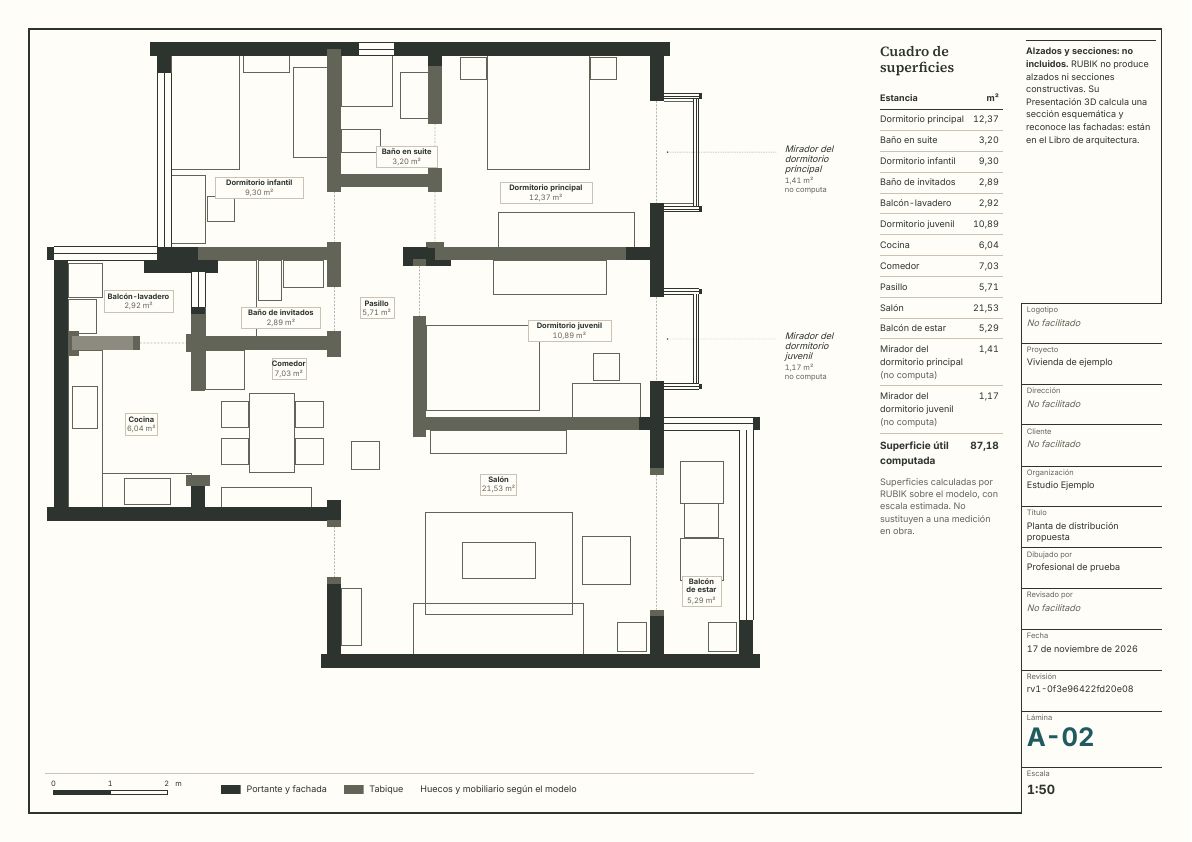 Dormitorio infantil
9,30 m²
Baño en suite
3,20 m²
Dormitorio principal
12,37 m²
Mirador del
dormitorio
principal
1,41 m²
no computa
Balcón-lavadero
2,92 m²
Baño de invitados
2,89 m²
Pasillo
5,71 m²
Dormitorio juvenil
10,89 m²
Mirador del
dormitorio
juvenil
1,17 m²
no computa
Comedor
7,03 m²
Cocina
6,04 m²
Salón
21,53 m²
Balcón
de estar
5,29 m²
0 1 2 m
Portante y fachada
Tabique
Huecos y mobiliario según el modelo
Cuadro de
superficies
Estancia m²
Dormitorio principal 12,37
Baño en suite 3,20
Dormitorio infantil 9,30
Baño de invitados 2,89
Balcón-lavadero 2,92
Dormitorio juvenil 10,89
Cocina 6,04
Comedor 7,03
Pasillo 5,71
Salón 21,53
Balcón de estar 5,29
Mirador del 1,41
dormitorio principal
(no computa)
Mirador del 1,17
dormitorio juvenil
(no computa)
Superficie útil 87,18
computada
Superficies calculadas por
RUBIK sobre el modelo, con
escala estimada. No
sustituyen a una medición
en obra.
Alzados y secciones: no
incluidos. RUBIK no produce
alzados ni secciones
constructivas. Su
Presentación 3D calcula una
sección esquemática y
reconoce las fachadas: están
en el Libro de arquitectura.
Logotipo
No facilitado
Proyecto
Vivienda de ejemplo
Dirección
No facilitado
Cliente
No facilitado
Organización
Estudio Ejemplo
Título
Planta de distribución
propuesta
Dibujado por
Profesional de prueba
Revisado por
No facilitado
Fecha
17 de noviembre de 2026
Revisión
rv1-0f3e96422fd20e08
Lámina
A-02
Escala
1:50